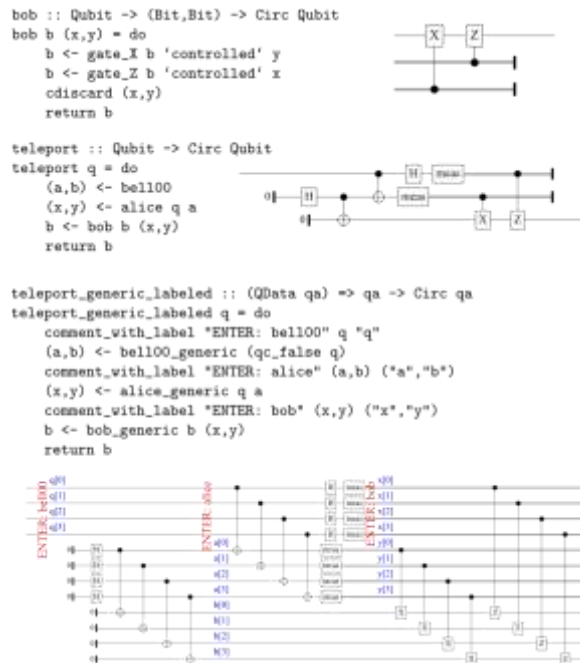 bob :: Qubit -> (Bit,Bit) -> Circ Qubit
bob b (x,y) = do
b <- gate_X b ‘controlled‘ y
b <- gate_Z b ‘controlled‘ x
cdiscard (x,y)
return b
X Z
teleport :: Qubit -> Circ Qubit
teleport q = do
(a,b) <- bell00
(x,y) <- alice q a
b <- bob b (x,y)
return b
H meas
0 H meas
0 X Z
teleport_generic_labeled :: (QData qa) => qa -> Circ qa
teleport_generic_labeled q = do
comment_with_label "ENTER: bell00" q "q"
(a,b) <- bell00_generic (qc_false q)
comment_with_label "ENTER: alice" (a,b) ("a","b")
(x,y) <- alice_generic q a
comment_with_label "ENTER: bob" (x,y) ("x","y")
b <- bob_generic b (x,y)
return b
ENTER: bell00
q[0]
q[1]
q[2]
q[3]
ENTER: alice
a[0]
a[1]
a[2]
a[3]
b[0]
b[1]
b[2]
b[3]
ENTER: bob
x[0]
x[1]
x[2]
x[3]
y[0]
y[1]
y[2]
y[3]